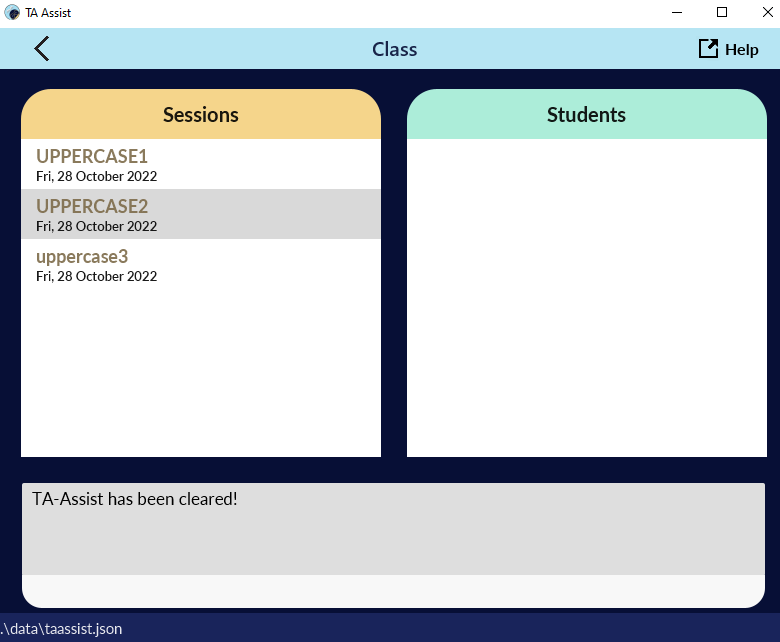 TA Assist
Class
Help
Sessions
UPPERCASE1
Fri, 28 October 2022
UPPERCASE2
Fri, 28 October 2022
uppercase3
Fri, 28 October 2022
Students
TA-Assist has been cleared!
.\data\taassist.json